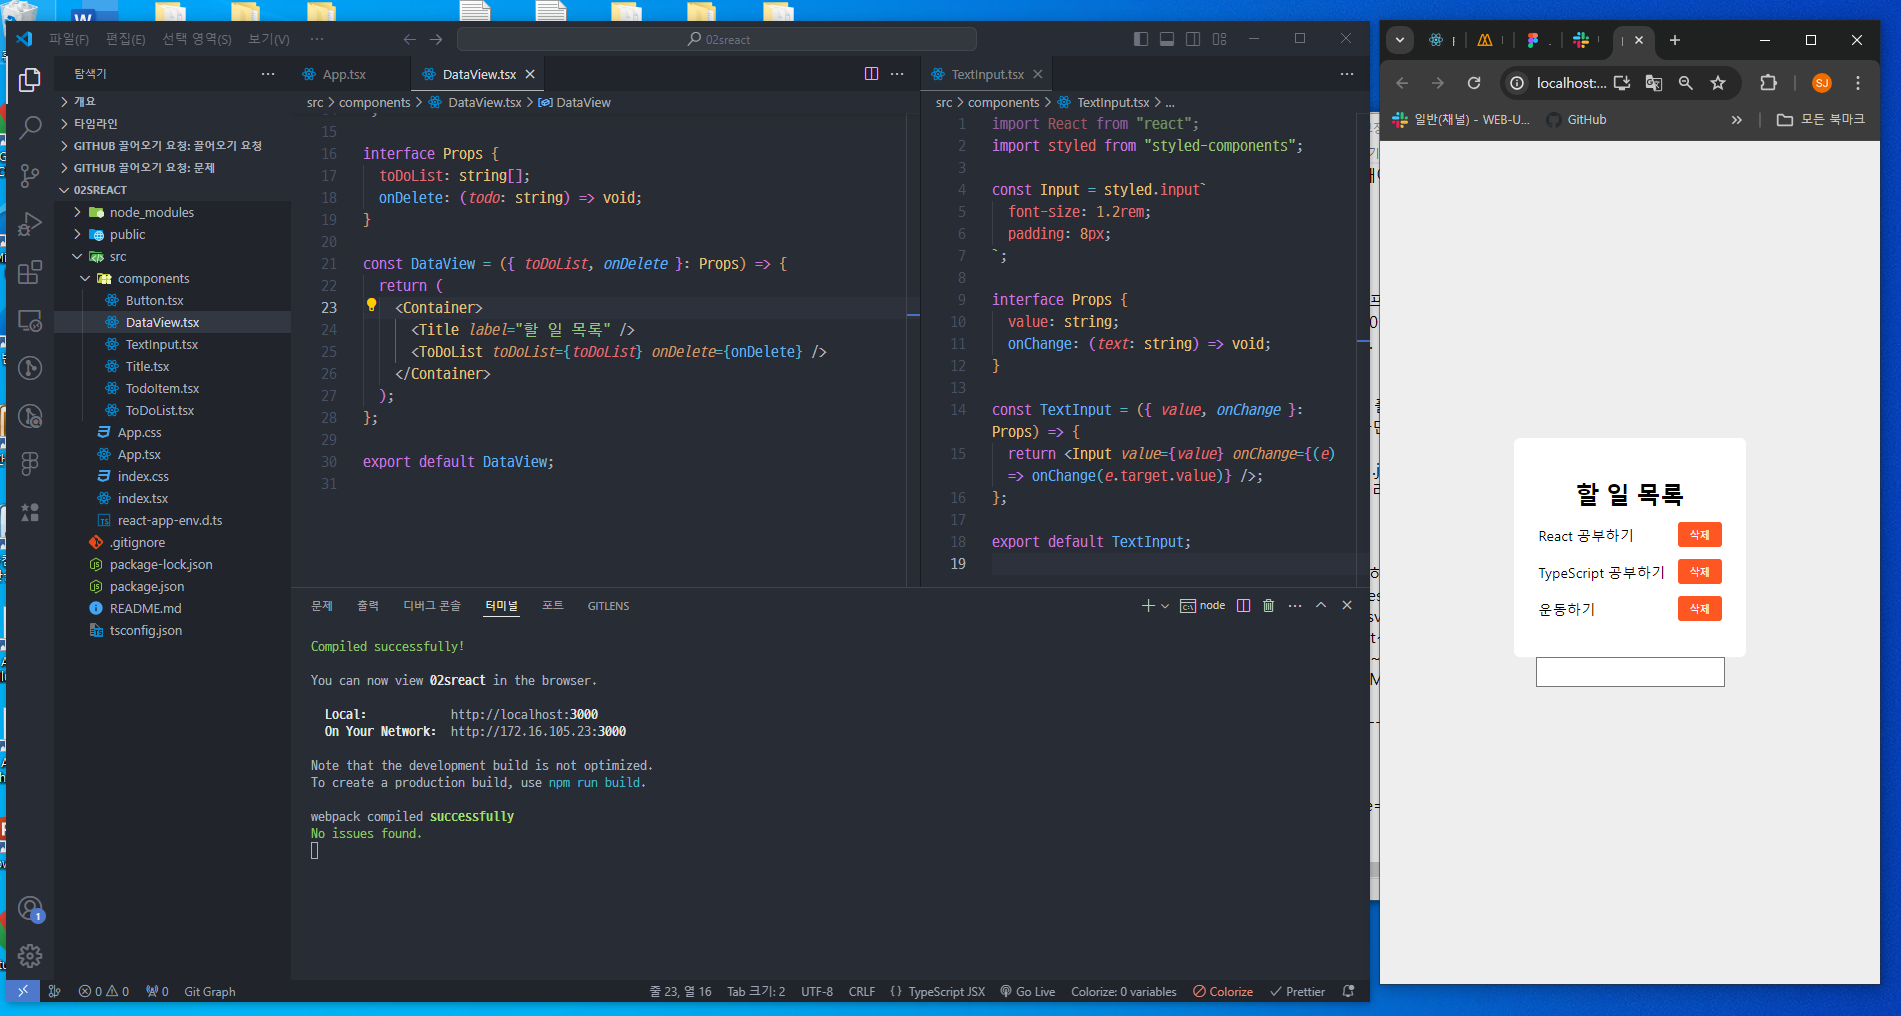 파일(F) 편집(E) 선택 영역(S) 보기(V) ···
02sreact
탐색기
개요
타임라인
GITHUB 끌어오기 요청: 끌어오기 요청
GITHUB 끌어오기 요청: 문제
02SREACT
node_modules
public
src
components
Button.tsx
DataView.tsx
TextInput.tsx
Title.tsx
TodoItem.tsx
ToDoList.tsx
App.css
App.tsx
index.css
index.tsx
react-app-env.d.ts
.gitignore
package-lock.json
package.json
README.md
tsconfig.json
1
App.tsx
DataView.tsx
src > components > DataView.tsx > DataView
15
16 interface Props {
17 toDoList: string[];
18 onDelete: (todo: string) => void;
19 }
20
21 const DataView = ({ toDoList, onDelete }: Props) => {
22 return (
23 <Container>
24 <Title label="할 일 목록" />
25 <ToDoList toDoList={toDoList} onDelete={onDelete} />
26 </Container>
27 );
28 };
29
30 export default DataView;
31
TextInput.tsx
src > components > TextInput.tsx > ...
1 import React from "react";
2 import styled from "styled-components";
3
4 const Input = styled.input`
5 font-size: 1.2rem;
6 padding: 8px;
7 `;
8
9 interface Props {
10 value: string;
11 onChange: (text: string) => void;
12 }
13
14 const TextInput = ({ value, onChange }:
Props) => {
15 return <Input value={value} onChange={(e)
=> onChange(e.target.value)} />;
16 };
17
18 export default TextInput;
19
문제 출력 디버그 콘솔 터미널 포트 GITLENS
node
Compiled successfully!
You can now view 02sreact in the browser.
Local: http://localhost:3000
On Your Network: http://172.16.105.23:3000
Note that the development build is not optimized.
To create a production build, use npm run build.
webpack compiled successfully
No issues found.
0 0 0 Git Graph
줄 23, 열 16 Tab 크기: 2 UTF-8 CRLF {} TypeScript JSX Go Live Colorize: 0 variables Colorize Prettier
localhost:...
SJ
일반(채널) - WEB-U... GitHub » 모든 북마크
할 일 목록
React 공부하기 삭제
TypeScript 공부하기 삭제
운동하기 삭제